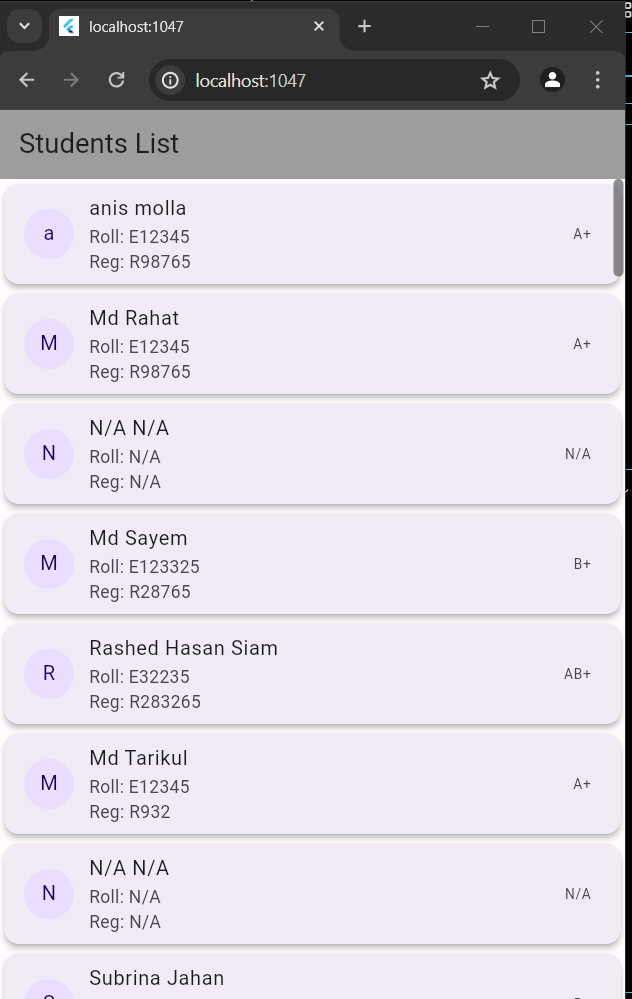 localhost:1047
localhost:1047
Students List
a
anis molla
Roll: E12345
Reg: R98765
A+
M
Md Rahat
Roll: E12345
Reg: R98765
A+
N
N/A N/A
Roll: N/A
Reg: N/A
N/A
M
Md Sayem
Roll: E123325
Reg: R28765
B+
R
Rashed Hasan Siam
Roll: E32235
Reg: R283265
AB+
M
Md Tarikul
Roll: E12345
Reg: R932
A+
N
N/A N/A
Roll: N/A
Reg: N/A
N/A
Subrina Jahan